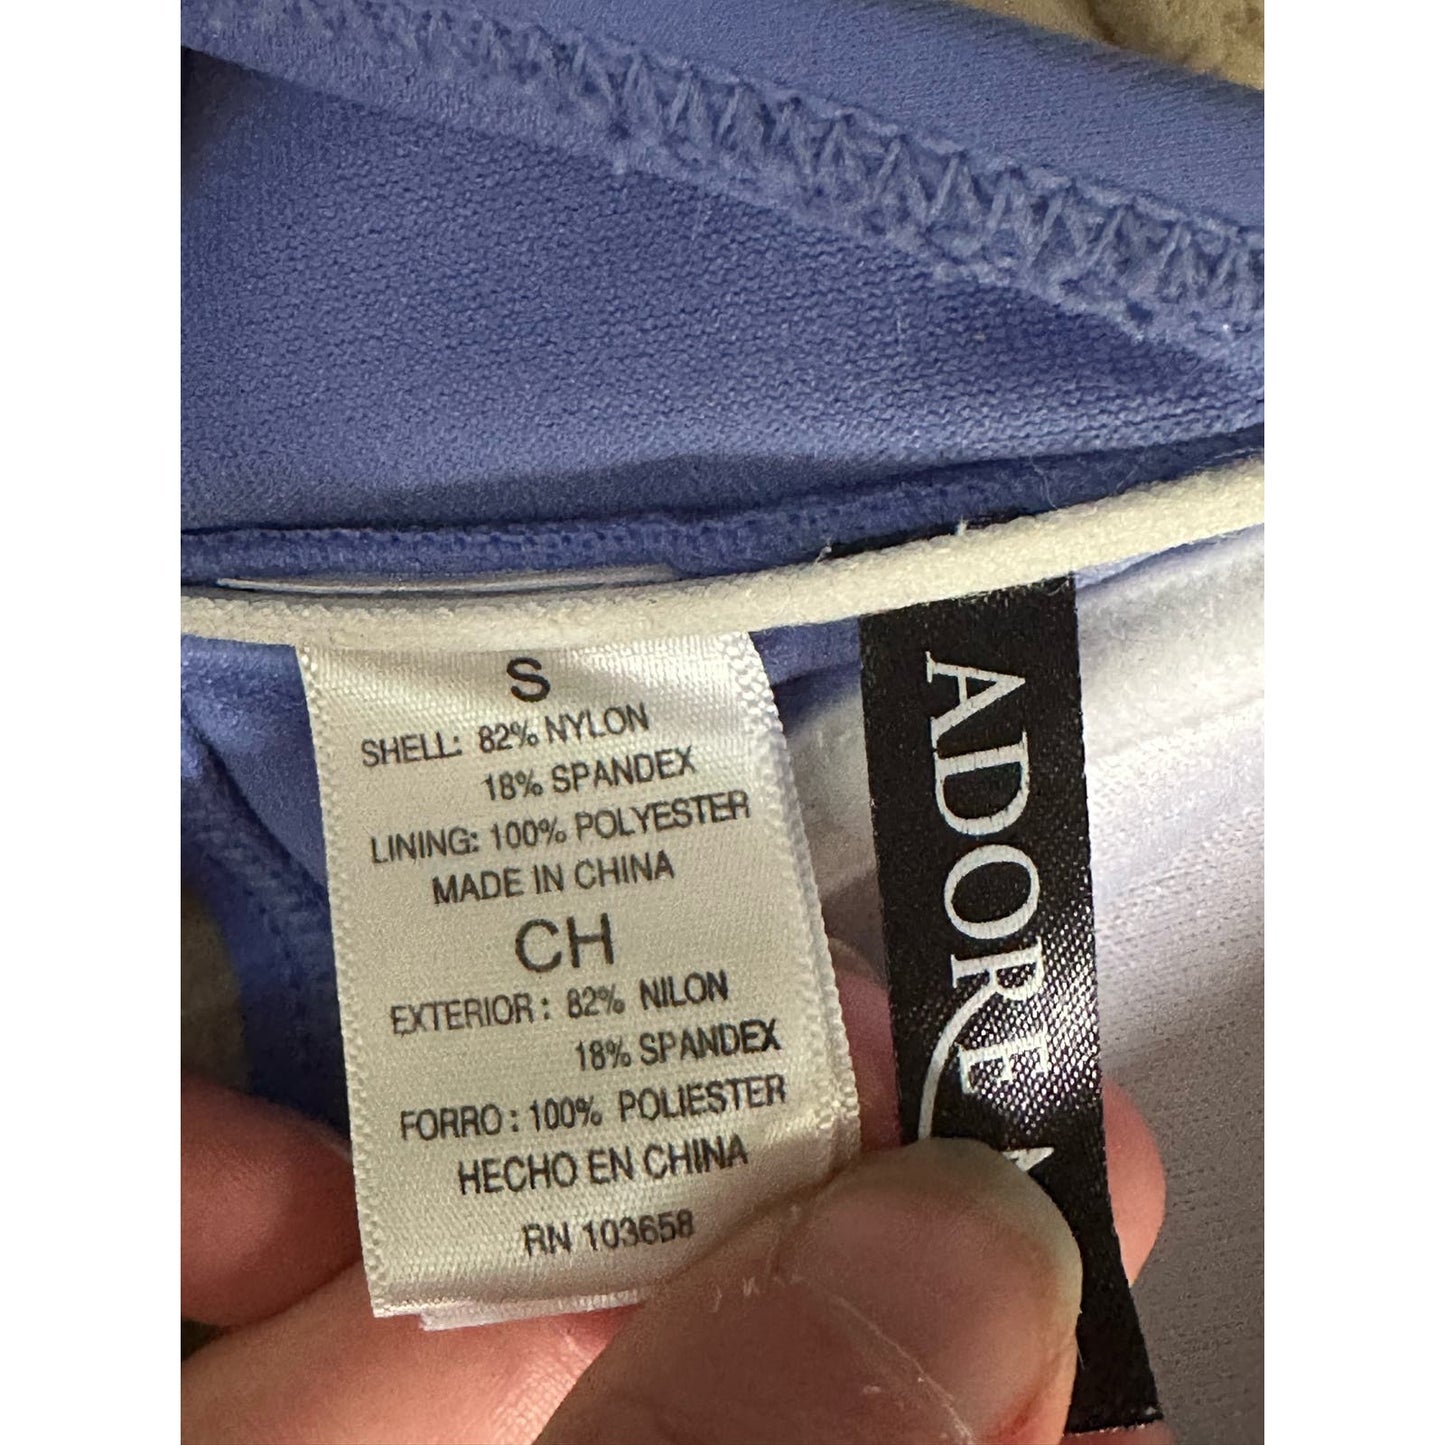 S
SHELL: 82% NYLON
18% SPANDEX
LINING: 100% POLYESTER
MADE IN CHINA
CH
EXTERIOR: 82% NILON
18% SPANDEX
FORRO: 100% POLIESTER
HECHO EN CHINA
RN 103658
ADORE